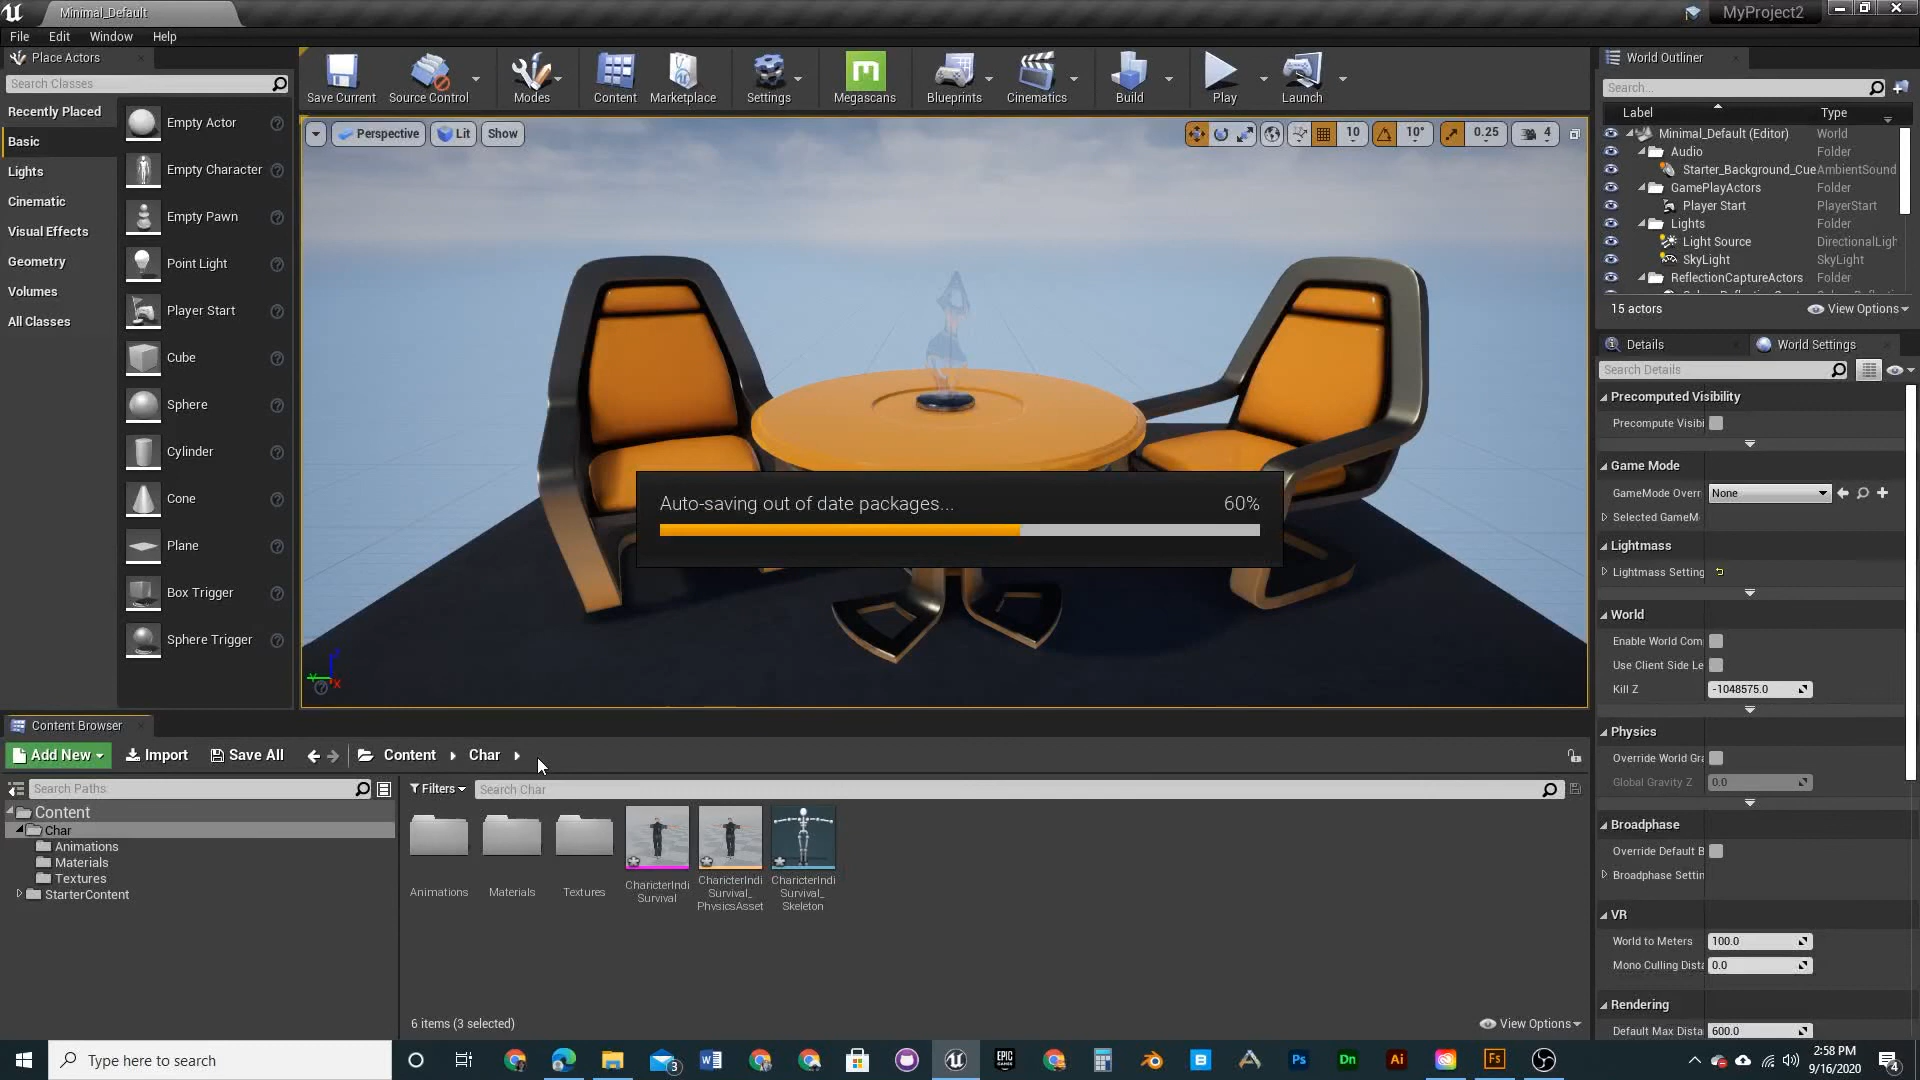 Minimal_Default
MyProject2
File Edit Window Help
Place Actors
Search Classes
Recently Placed
Basic
Lights
Cinematic
Visual Effects
Geometry
Volumes
All Classes
Empty Actor
Empty Character
Empty Pawn
Point Light
Player Start
Cube
Sphere
Cylinder
Cone
Plane
Box Trigger
Sphere Trigger
Save Current
Source Control
Modes
Content
Marketplace
Settings
Megascans
Blueprints
Cinematics
Build
Play
Launch
Perspective
Lit
Show
10
10°
0.25
4
Auto-saving out of date packages... 60%
World Outliner
Search...
Label Type
Minimal_Default (Editor) World
Audio Folder
Starter_Background_Cue AmbientSound
GamePlayActors Folder
Player Start PlayerStart
Lights Folder
Light Source DirectionalLigh
SkyLight SkyLight
ReflectionCaptureActors Folder
15 actors
View Options
Details
World Settings
Search Details
Precomputed Visibility
Precompute Visibi
Game Mode
GameMode Overr None
Selected GameM
Lightmass
Lightmass Setting
World
Enable World Com
Use Client Side Le
Kill Z -1048575.0
Physics
Override World Gra
Global Gravity Z 0.0
Broadphase
Override Default B
Broadphase Settin
VR
World to Meters 100.0
Mono Culling Dista 0.0
Rendering
Default Max Distar 600.0
Content Browser
Add New
Import
Save All
Content
Char
Search Paths
Filters
Search Char
Content
Char
Animations
Materials
Textures
StarterContent
Animations
Materials
Textures
CharicterIndi
Survival
CharicterIndi
Survival_
PhysicsAsset
CharicterIndi
Survival_
Skeleton
6 items (3 selected)
View Options
Type here to search
3
EPIC
GAMES
Ps
Dn
Ai
Fs
2:58 PM
9/16/2020
4